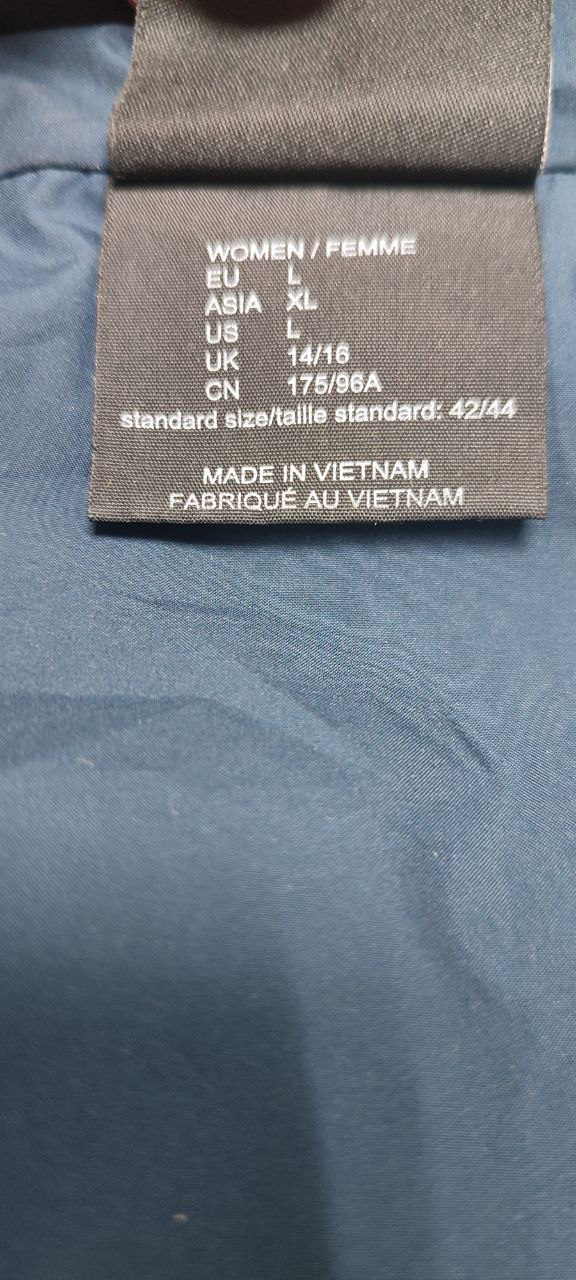 WOMEN / FEMME
EU L
ASIA XL
US L
UK 14/16
CN 175/96A
standard size/taille standard: 42/44
MADE IN VIETNAM
FABRIQUÉ AU VIETNAM